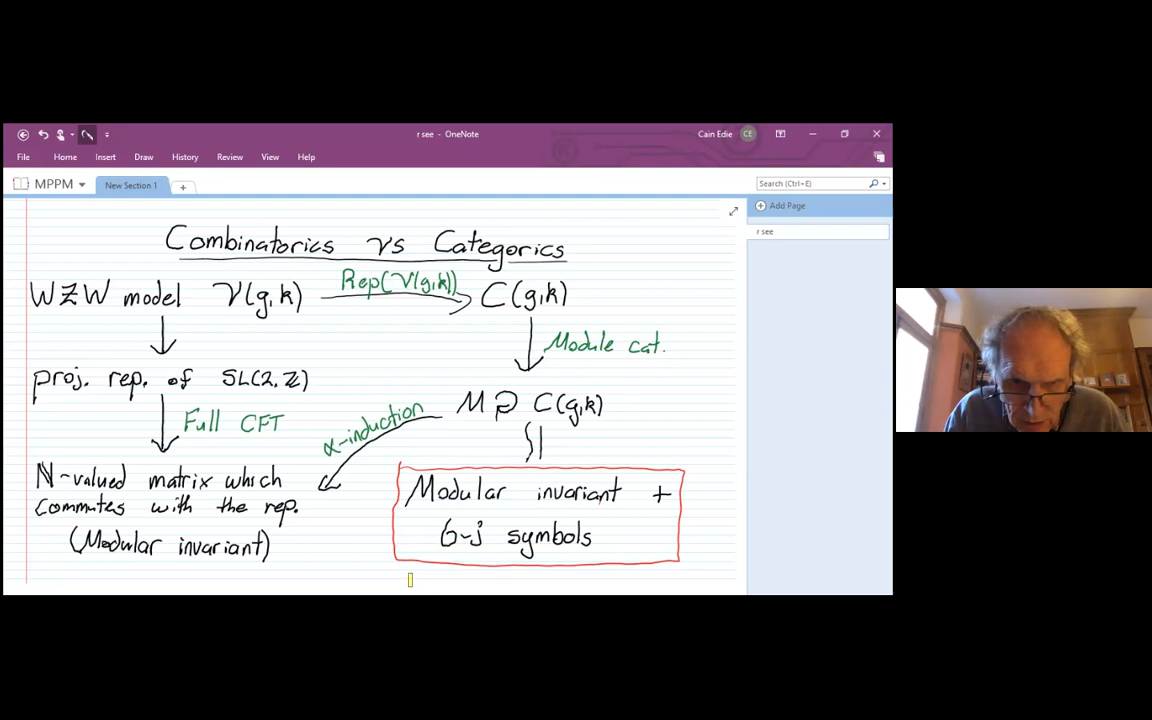 r see - OneNote
Cain Edie
CE
File Home Insert Draw History Review View Help
MPPM
New Section 1
+
Search (Ctrl+E)
Add Page
r see
Combinatorics vs Categorics
WZW model V(g,k)
Rep(V(g,k))
C(g,k)
Module cat.
proj. rep. of SL(2,ℤ)
Full CFT
M ⊋ C(g,k)
α-induction
N-valued matrix which
commutes with the rep.
(Modular invariant)
Modular invariant +
6-j symbols